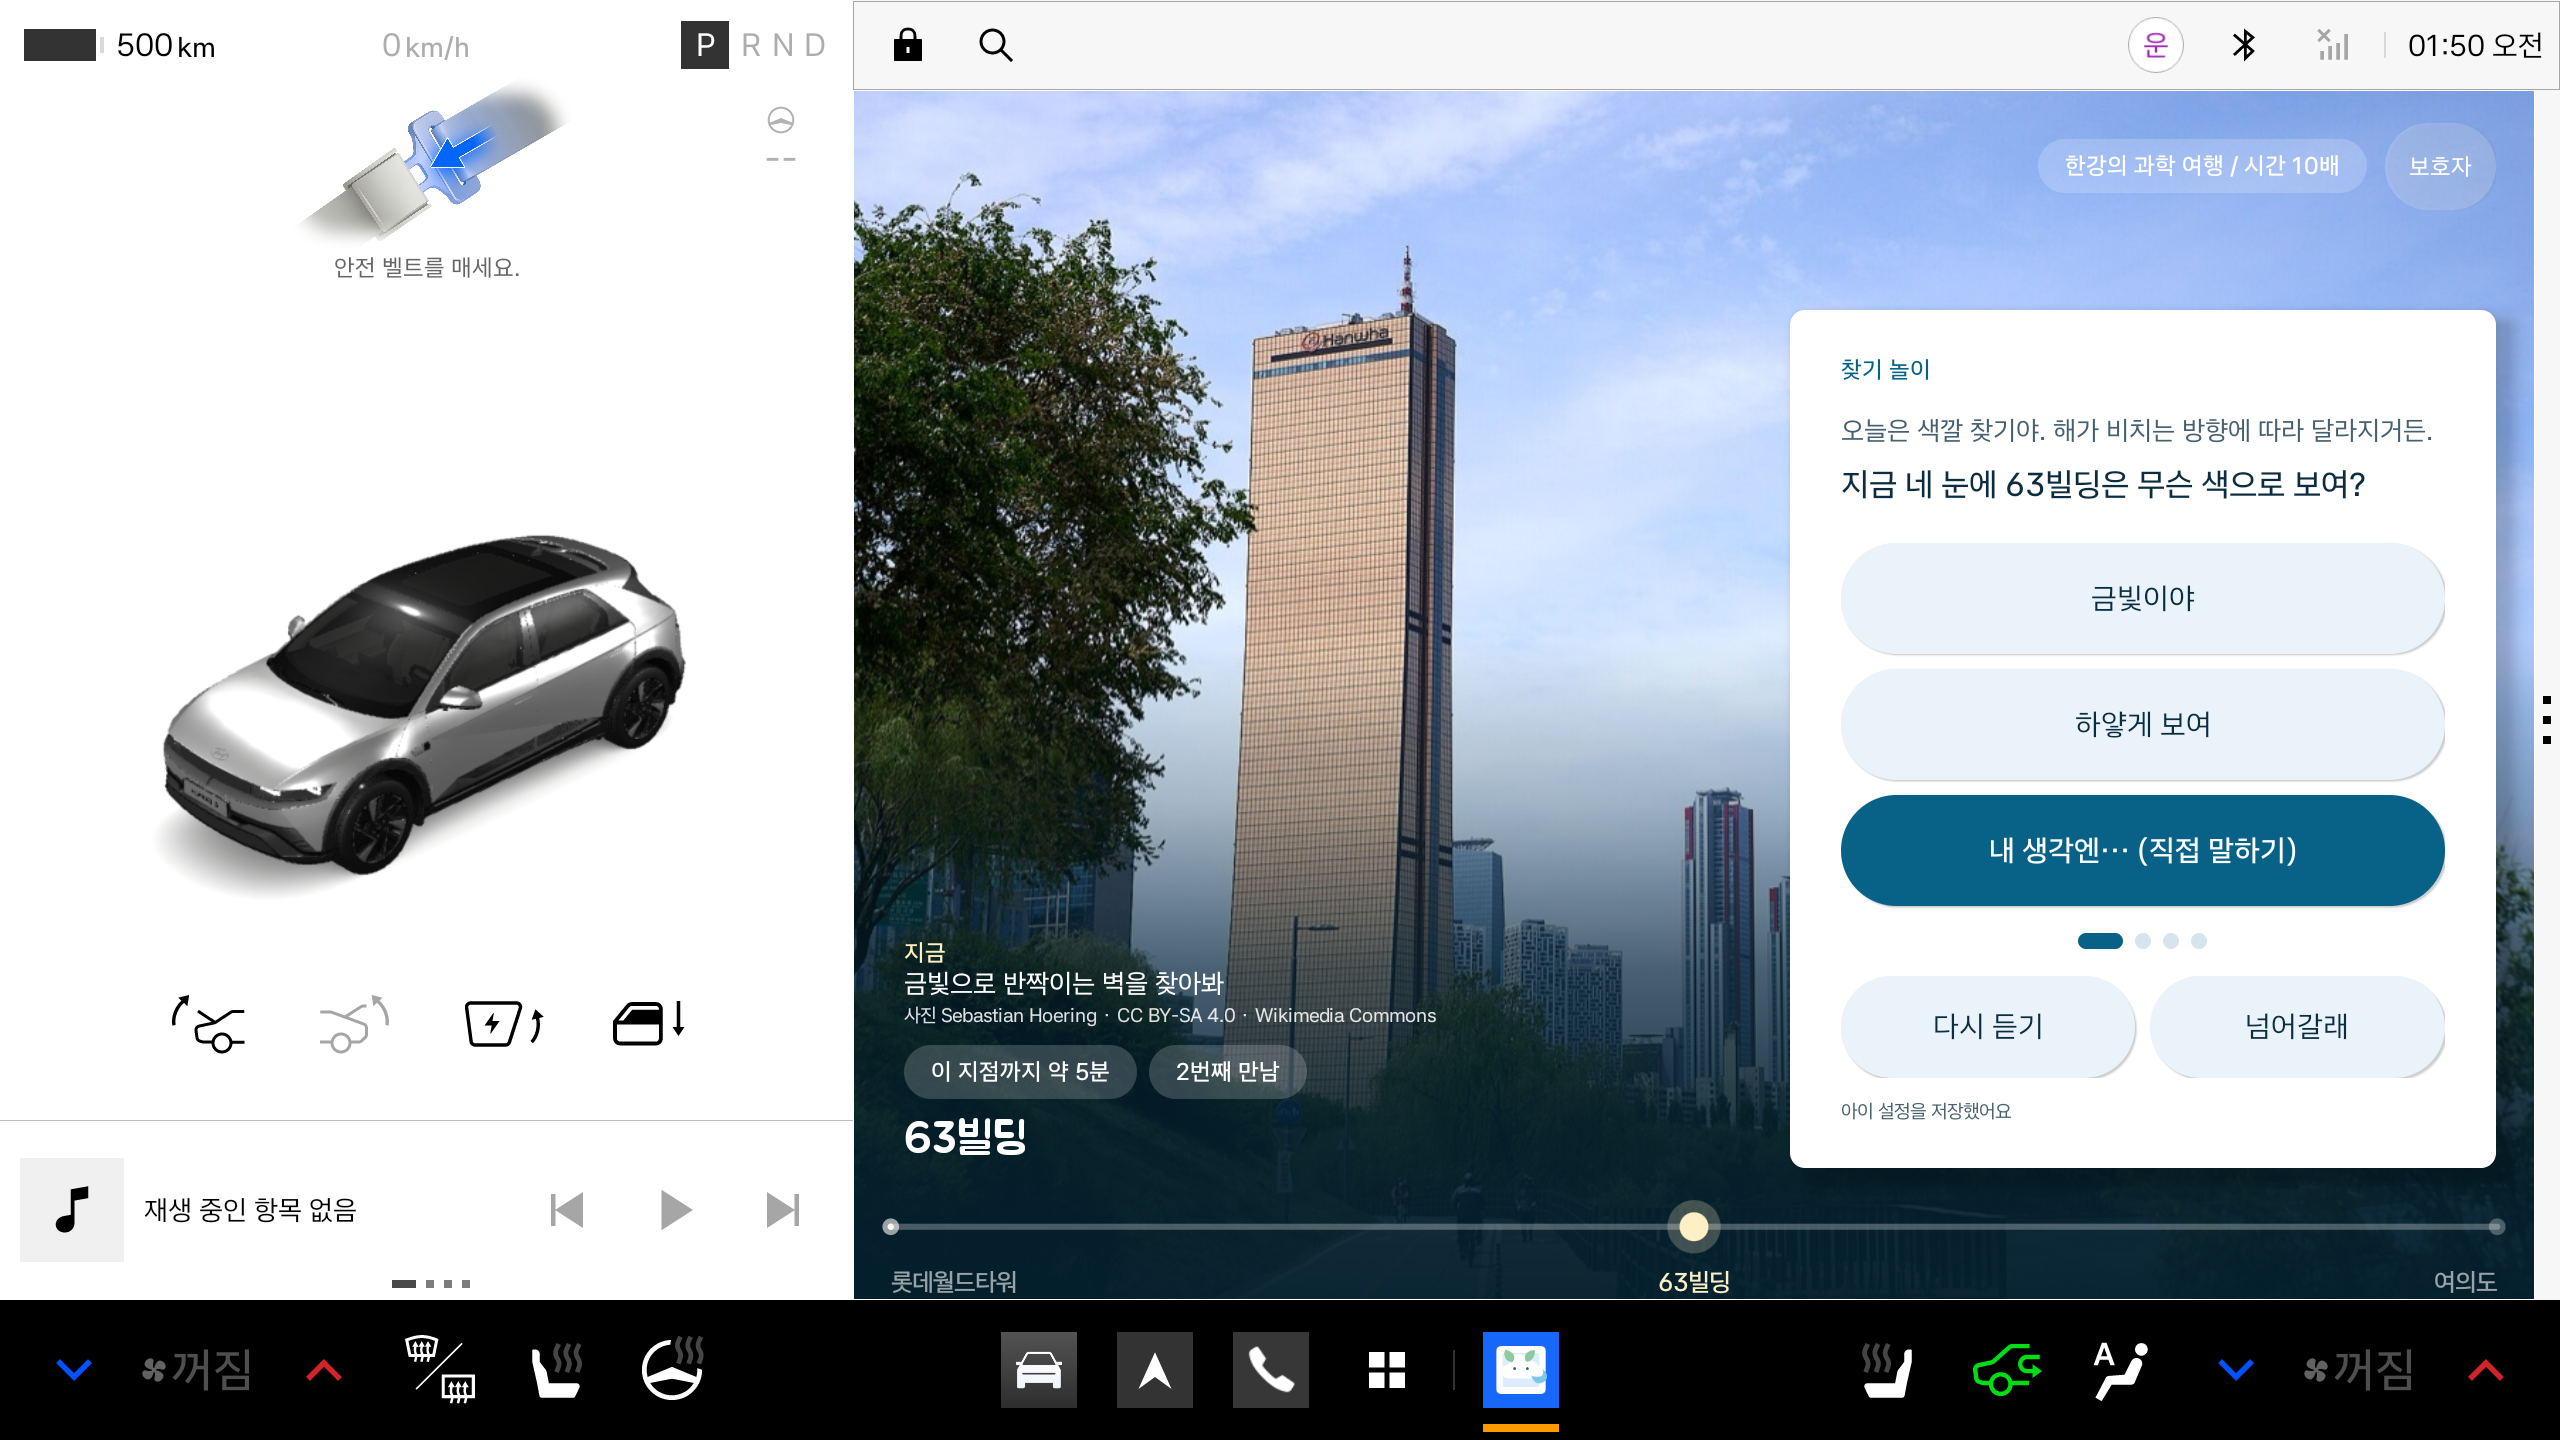 500 km
0 km/h
P R N D
안전 벨트를 매세요.
재생 중인 항목 없음
운
01:50 오전
한강의 과학 여행 / 시간 10배
보호자
Hanwha
찾기 놀이
오늘은 색깔 찾기야. 해가 비치는 방향에 따라 달라지거든.
지금 네 눈에 63빌딩은 무슨 색으로 보여?
금빛이야
하얗게 보여
내 생각엔… (직접 말하기)
다시 듣기
넘어갈래
아이 설정을 저장했어요
지금
금빛으로 반짝이는 벽을 찾아봐
사진 Sebastian Hoering · CC BY-SA 4.0 · Wikimedia Commons
이 지점까지 약 5분
2번째 만남
63빌딩
롯데월드타워
63빌딩
여의도
꺼짐
A
꺼짐